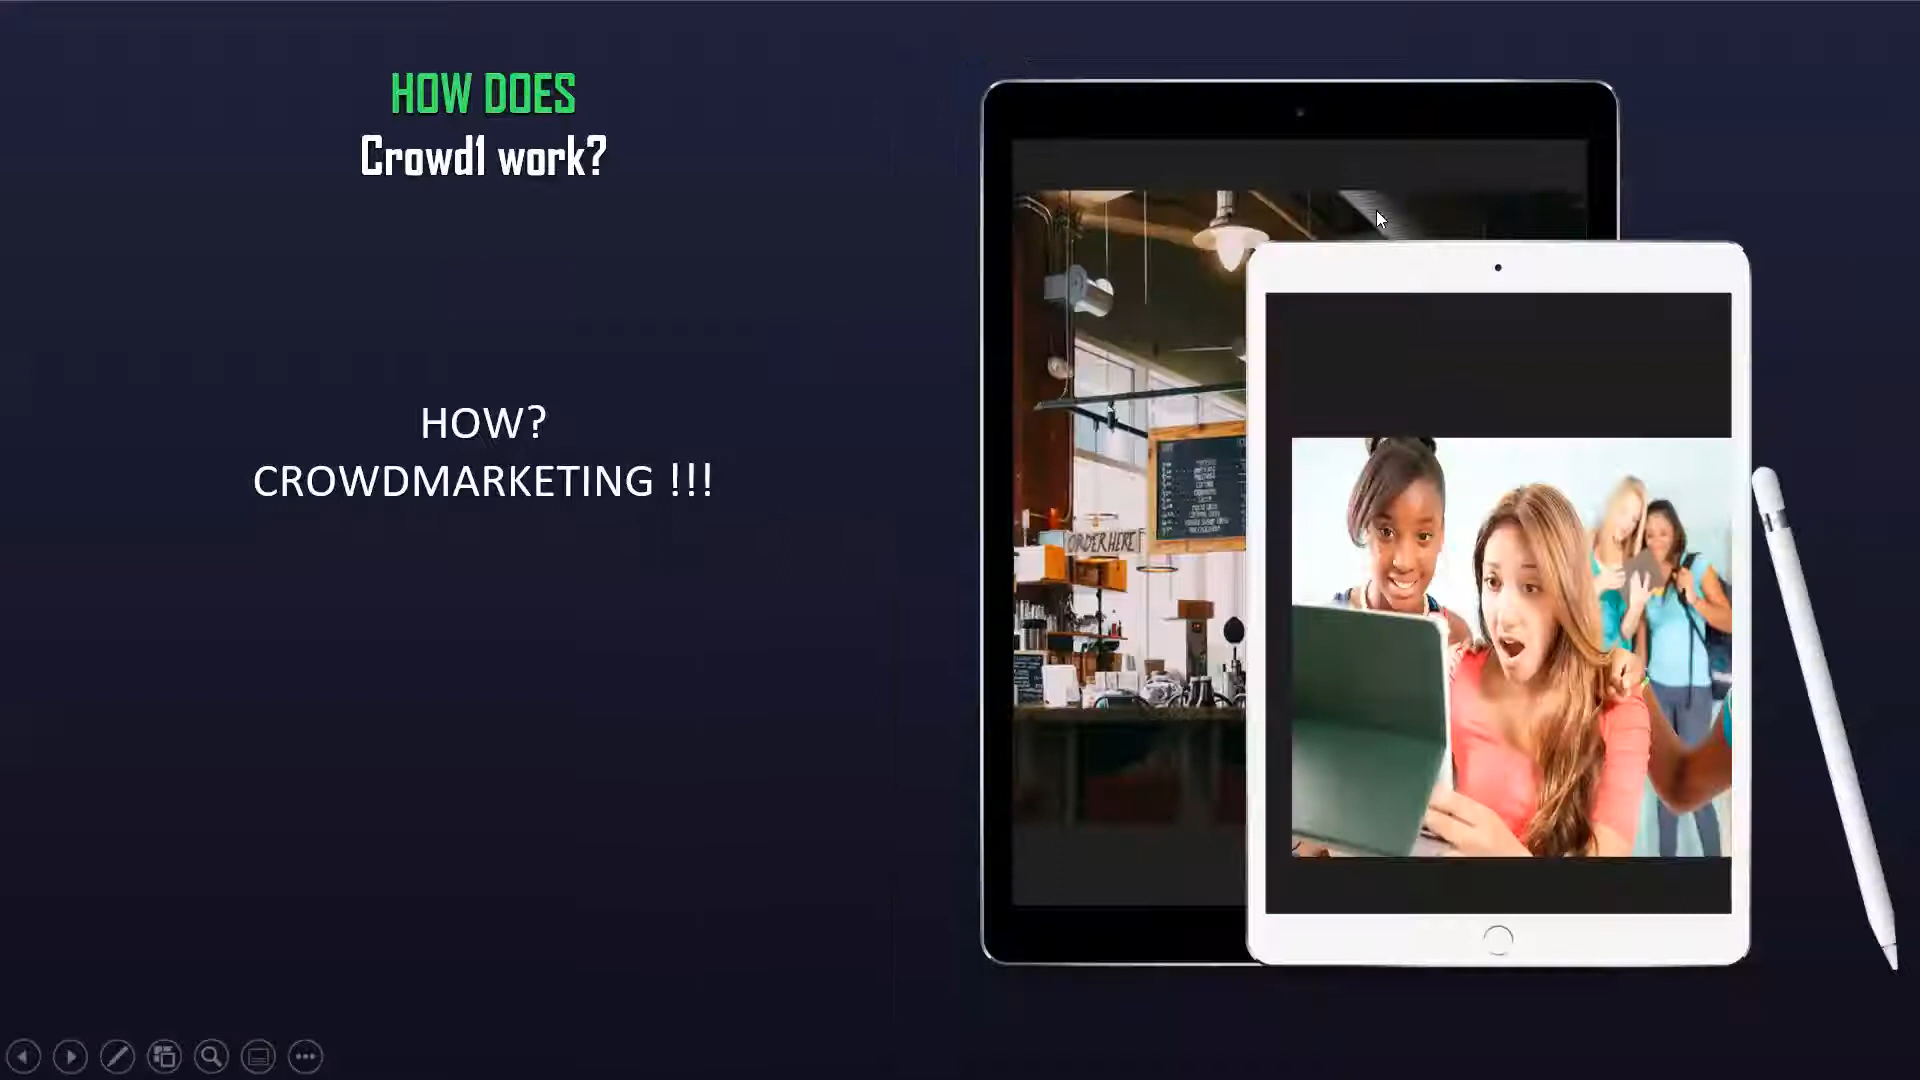 HOW DOES
Crowd1 work?
HOW?
CROWDMARKETING !!!
ORDER HERE